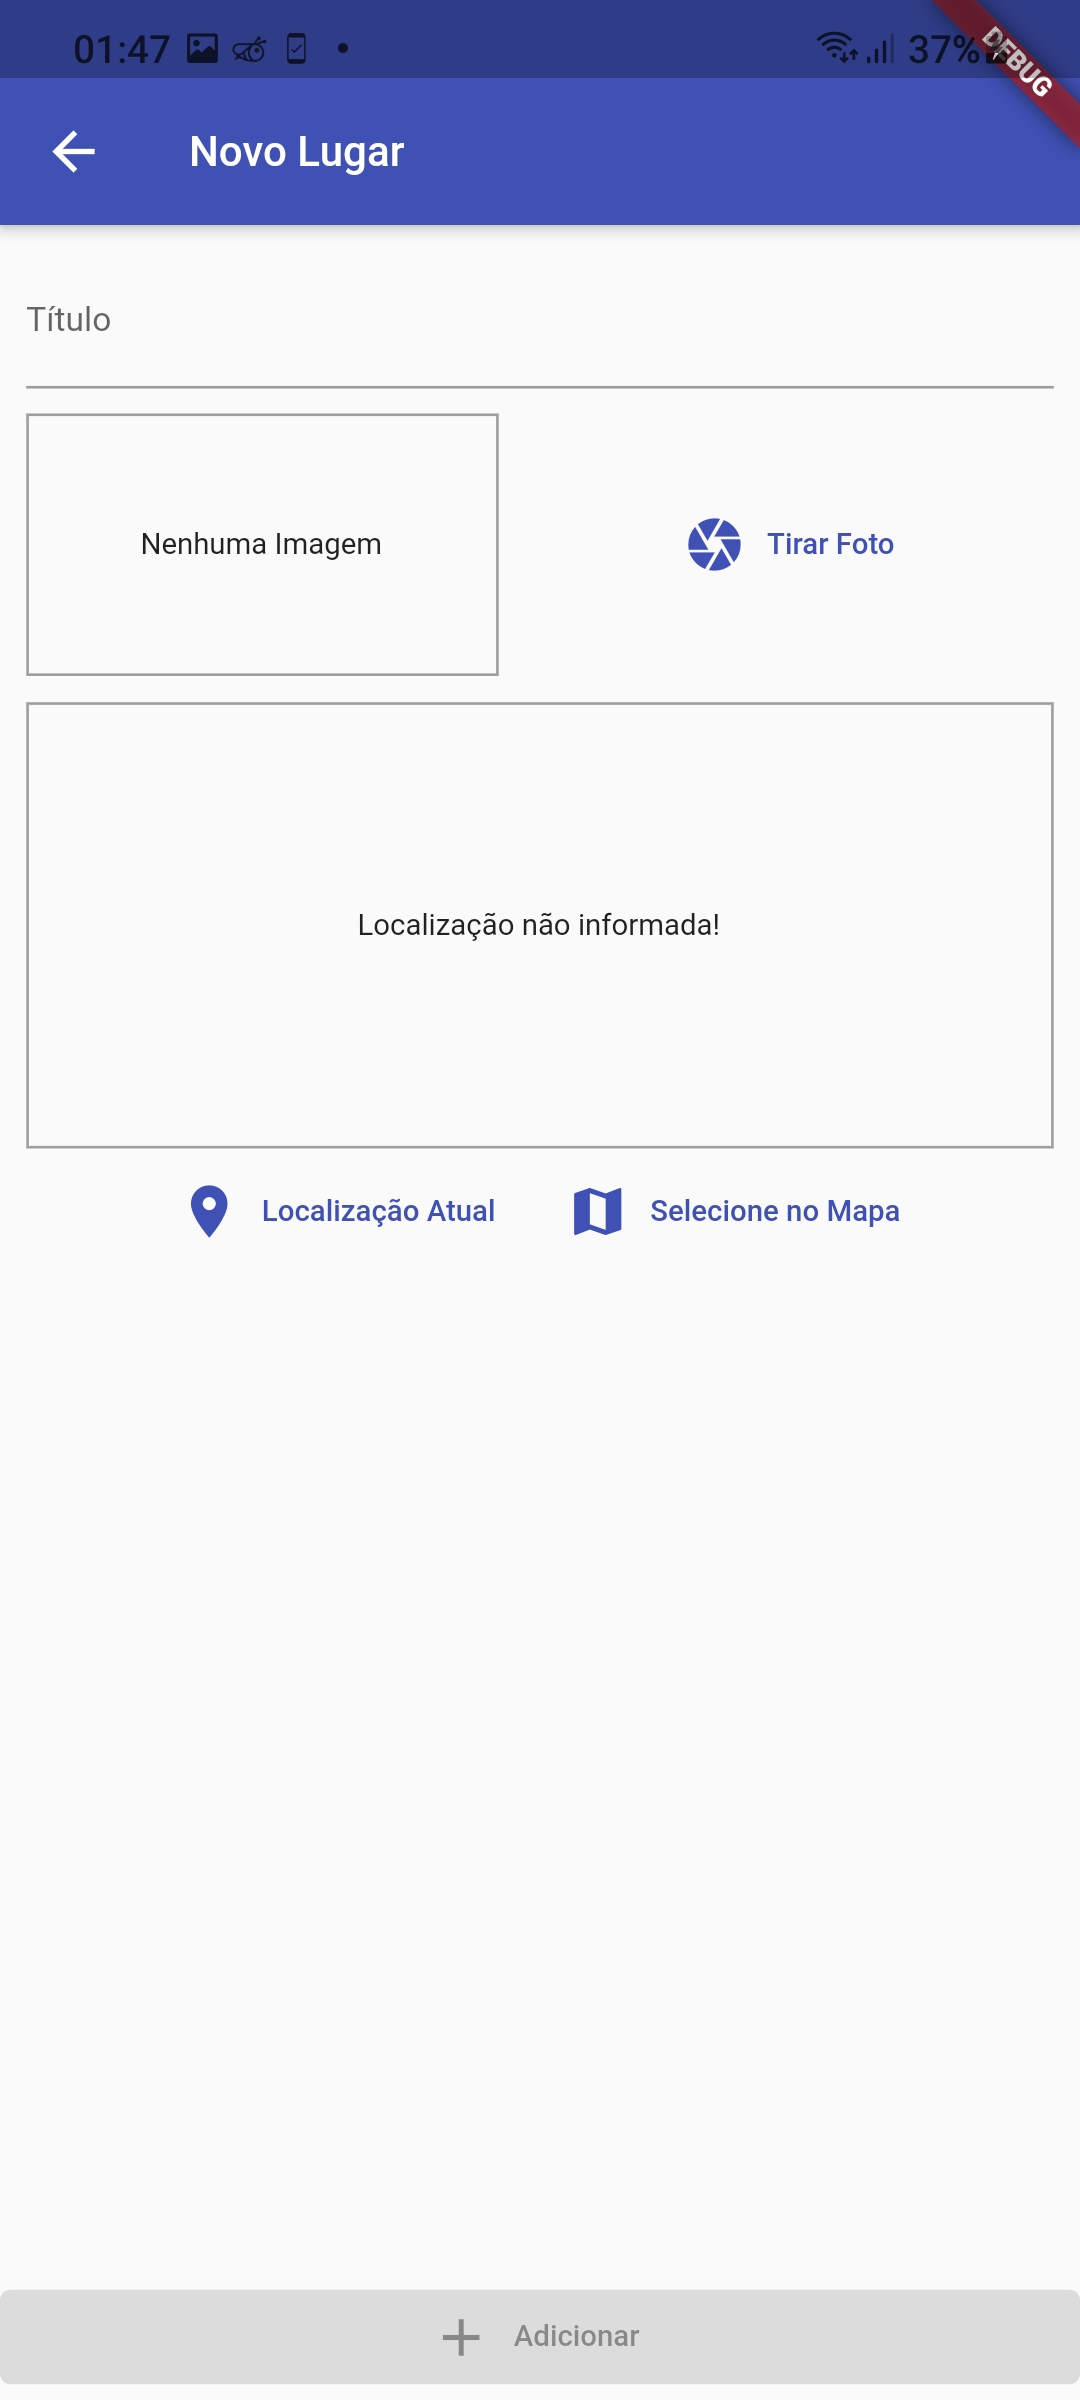 01:47
37%
DEBUG
Novo Lugar
Título
Nenhuma Imagem
Tirar Foto
Localização não informada!
Localização Atual
Selecione no Mapa
Adicionar